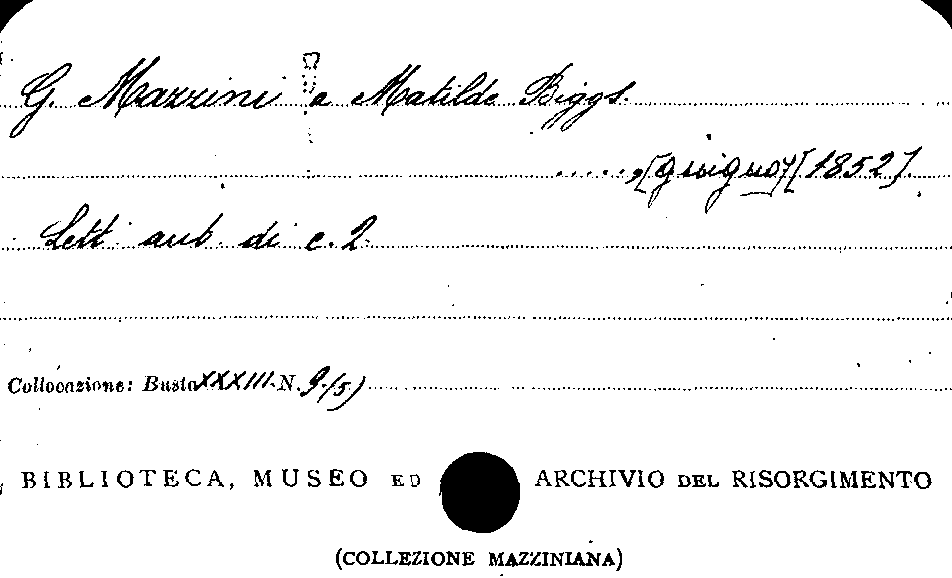 G. Mazzini a Matilde Biggs.
....., [giugno] [1852].
Lett. aut. di c. 2.
Collocazione: Busta XXXIII. N. 9.(5)
BIBLIOTECA, MUSEO ED ARCHIVIO DEL RISORGIMENTO
(COLLEZIONE MAZZINIANA)